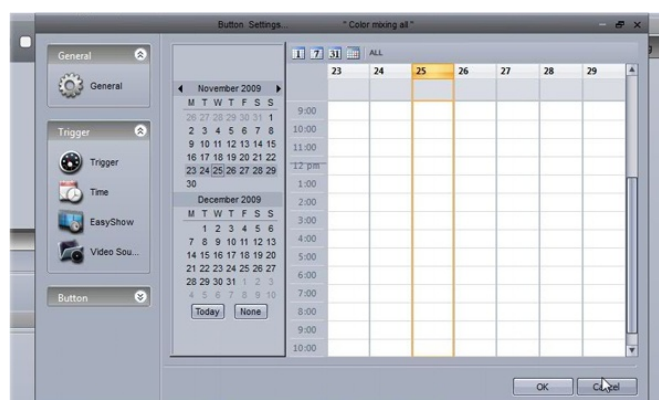 Button Settings... "Color mixing all"
General
General
Trigger
Trigger
Time
EasyShow
Video Sou...
Button
November 2009
M T W T F S S
26 27 28 29 30 31 1
2 3 4 5 6 7 8
9 10 11 12 13 14 15
16 17 18 19 20 21 22
23 24 25 26 27 28 29
30
December 2009
M T W T F S S
1 2 3 4 5 6
7 8 9 10 11 12 13
14 15 16 17 18 19 20
21 22 23 24 25 26 27
28 29 30 31 1 2 3
4 5 6 7 8 9 10
Today None
1 7 31 ALL
23 24 25 26 27 28 29
9:00
10:00
11:00
12 pm
1:00
2:00
3:00
4:00
5:00
6:00
7:00
8:00
9:00
10:00
OK Cancel